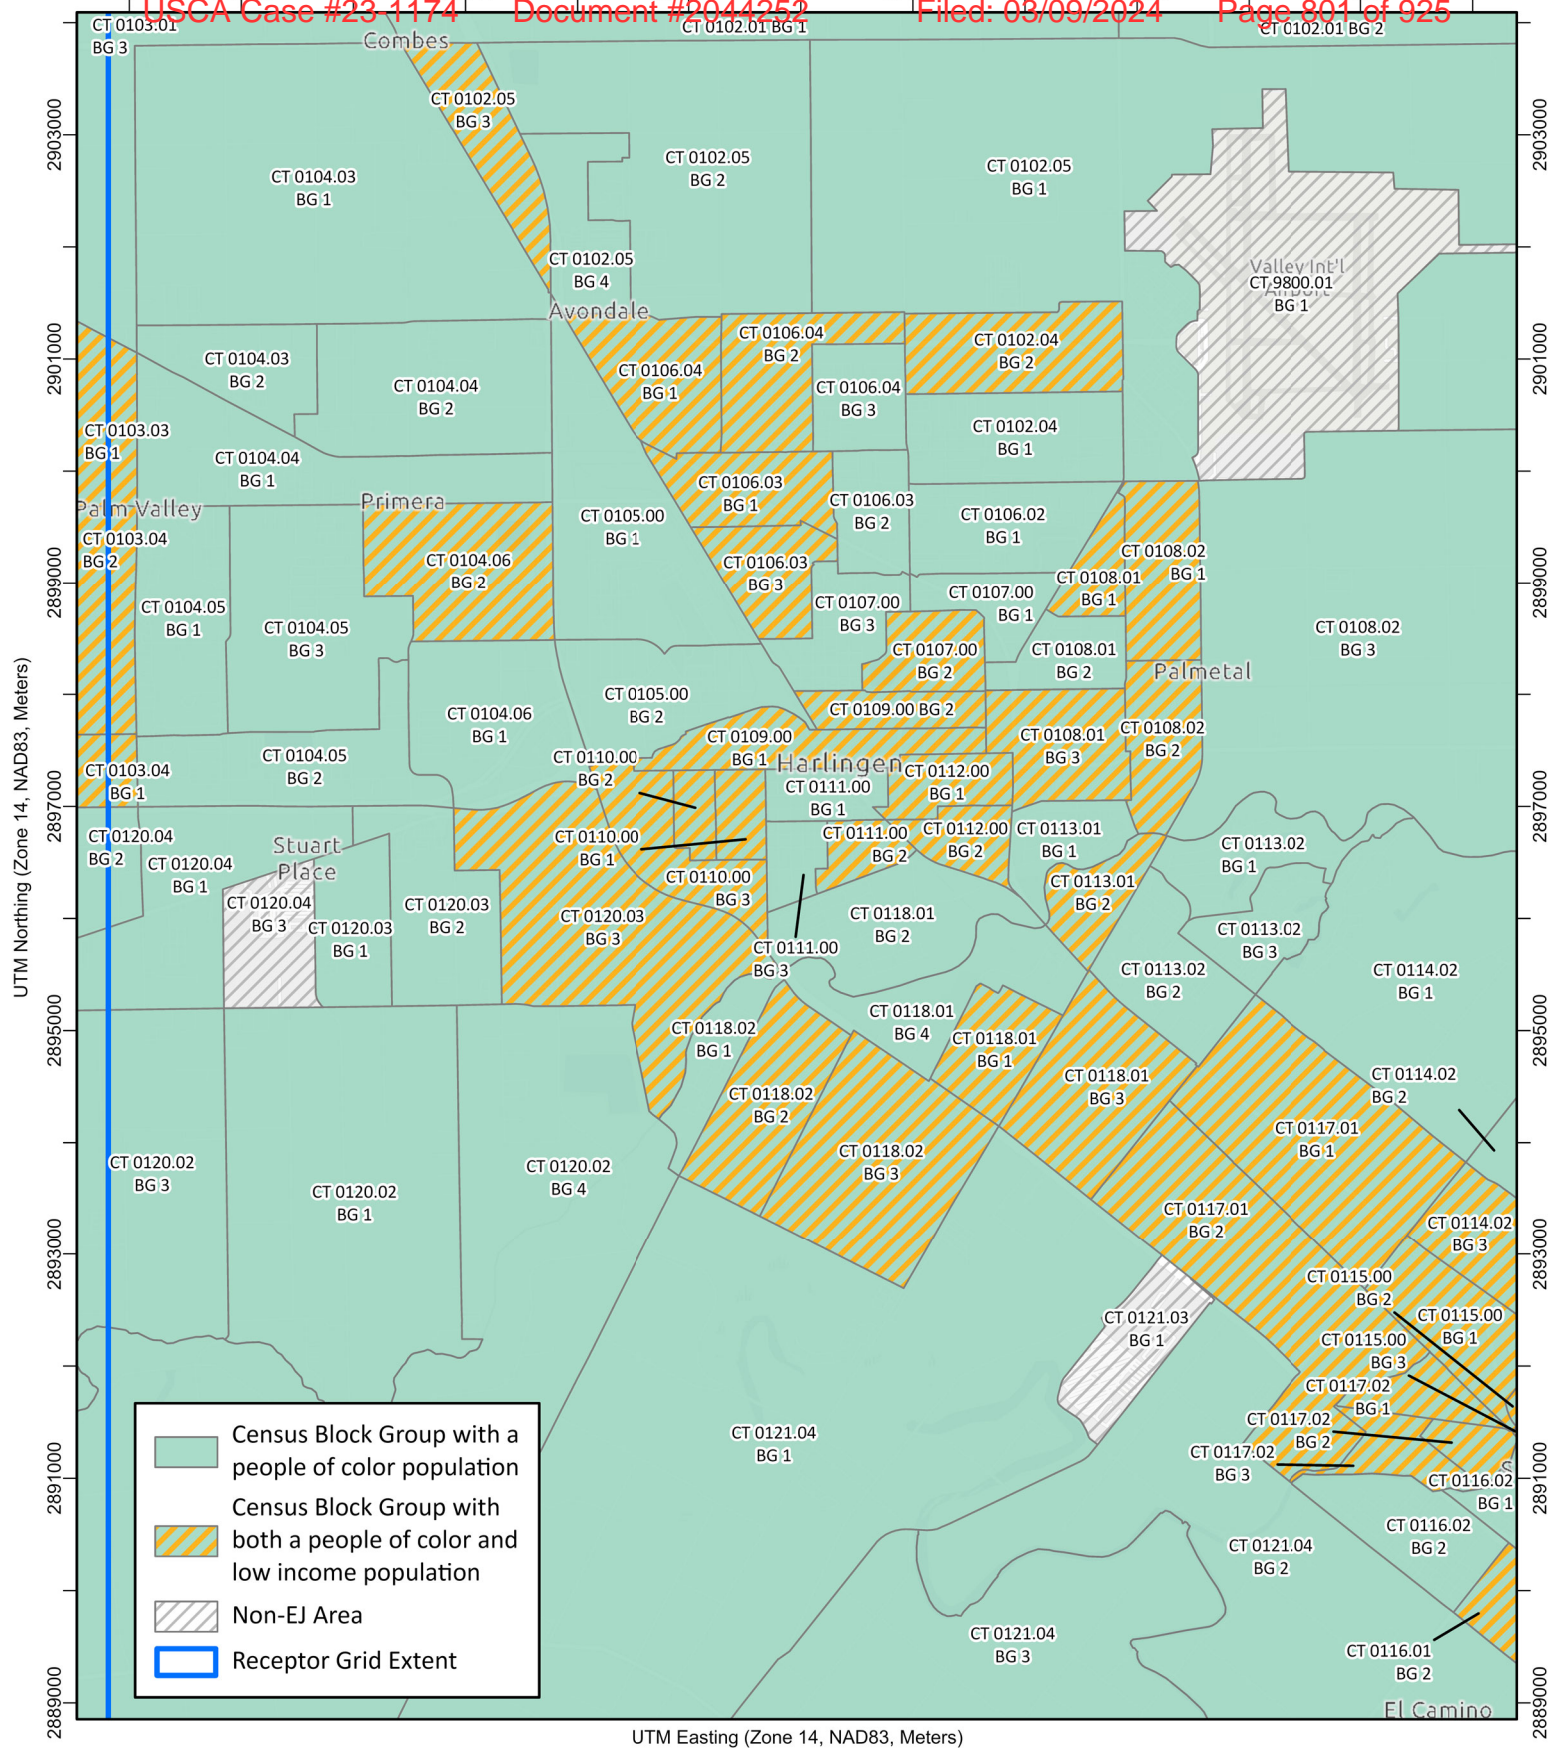 USCA Case #23-1174 Document #2044252 Filed: 03/09/2024 Page 801 of 925
CT 0103.01
BG 3
Combes
CT 0102.01 BG 1
CT 0102.01 BG 2
CT 0102.05
BG 3
CT 0104.03
BG 1
CT 0102.05
BG 2
CT 0102.05
BG 1
CT 0102.05
BG 4
Valley Int'l
Airport
CT 9800.01
BG 1
Avondale
CT 0106.04
BG 2
CT 0102.04
BG 2
CT 0104.03
BG 2
CT 0104.04
BG 2
CT 0106.04
BG 1
CT 0106.04
BG 3
CT 0103.03
BG 1
CT 0104.04
BG 1
CT 0102.04
BG 1
Palm Valley
Primera
CT 0106.03
BG 1
CT 0106.03
BG 2
CT 0105.00
BG 1
CT 0106.02
BG 1
CT 0103.04
BG 2
CT 0104.06
BG 2
CT 0106.03
BG 3
CT 0108.02
BG 1
CT 0108.01
BG 1
CT 0104.05
BG 1
CT 0104.05
BG 3
CT 0107.00
BG 3
CT 0107.00
BG 1
CT 0108.02
BG 3
CT 0107.00
BG 2
CT 0108.01
BG 2
Palmetal
CT 0105.00
BG 2
CT 0104.06
BG 1
CT 0109.00 BG 2
CT 0109.00
BG 1
CT 0108.01
BG 3
CT 0108.02
BG 2
CT 0104.05
BG 2
CT 0110.00
BG 2
Harlingen
CT 0103.04
BG 1
CT 0111.00
BG 1
CT 0112.00
BG 1
CT 0120.04
BG 2
CT 0120.04
BG 1
Stuart
Place
CT 0110.00
BG 1
CT 0111.00
BG 2
CT 0112.00
BG 2
CT 0113.01
BG 1
CT 0113.02
BG 1
CT 0110.00
BG 3
CT 0113.01
BG 2
CT 0120.04
BG 3
CT 0120.03
BG 1
CT 0120.03
BG 2
CT 0120.03
BG 3
CT 0118.01
BG 2
CT 0113.02
BG 3
CT 0111.00
BG 3
CT 0113.02
BG 2
CT 0114.02
BG 1
CT 0118.02
BG 1
CT 0118.01
BG 4
CT 0118.01
BG 1
CT 0118.01
BG 3
CT 0114.02
BG 2
CT 0118.02
BG 2
CT 0117.01
BG 1
CT 0120.02
BG 3
CT 0120.02
BG 1
CT 0120.02
BG 4
CT 0118.02
BG 3
CT 0117.01
BG 2
CT 0114.02
BG 3
CT 0115.00
BG 2
CT 0121.03
BG 1
CT 0115.00
BG 1
CT 0115.00
BG 3
CT 0117.02
BG 1
CT 0121.04
BG 1
CT 0117.02
BG 2
CT 0117.02
BG 3
S
CT 0116.02
BG 1
CT 0116.02
BG 2
CT 0121.04
BG 2
CT 0121.04
BG 3
CT 0116.01
BG 2
El Camino
Census Block Group with a
people of color population
Census Block Group with
both a people of color and
low income population
Non-EJ Area
Receptor Grid Extent
UTM Northing (Zone 14, NAD83, Meters)
2903000
2901000
2899000
2897000
2895000
2893000
2891000
2889000
2903000
2901000
2899000
2897000
2895000
2893000
2891000
2889000
UTM Easting (Zone 14, NAD83, Meters)